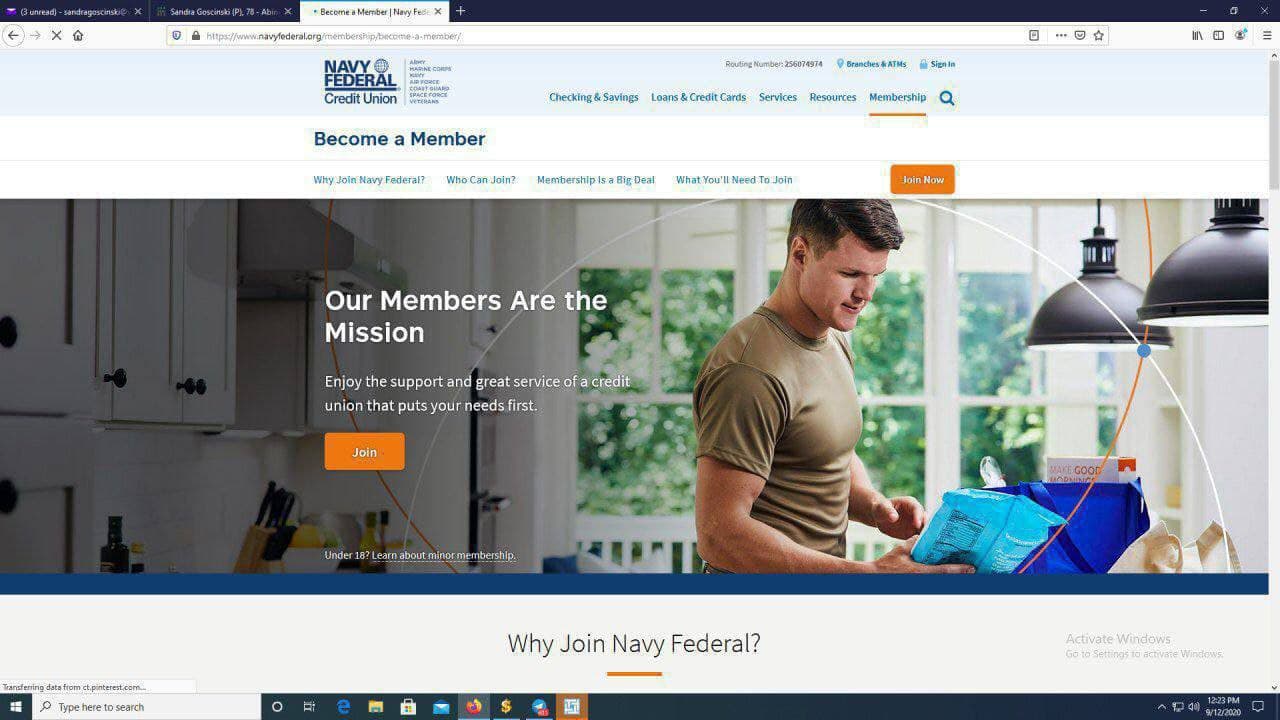 (3 unread) - sandragoscinski@
Sandra Goscinski (P), 78 - Abin
Become a Member | Navy Fede
https://www.navyfederal.org/membership/become-a-member/
NAVY
FEDERAL
Credit Union
ARMY
MARINE CORPS
NAVY
AIR FORCE
COAST GUARD
SPACE FORCE
VETERANS
Routing Number: 256074974
Branches & ATMs
Sign In
Checking & Savings
Loans & Credit Cards
Services
Resources
Membership
Become a Member
Why Join Navy Federal?
Who Can Join?
Membership Is a Big Deal
What You'll Need To Join
Join Now
Our Members Are the
Mission
Enjoy the support and great service of a credit
union that puts your needs first.
Join
MAKE GOOD
MORNINGS
Under 18? Learn about minor membership.
Why Join Navy Federal?
Activate Windows
Go to Settings to activate Windows.
Transferring data from ct.pinterest.com...
Type here to search
12:23 PM
9/12/2020